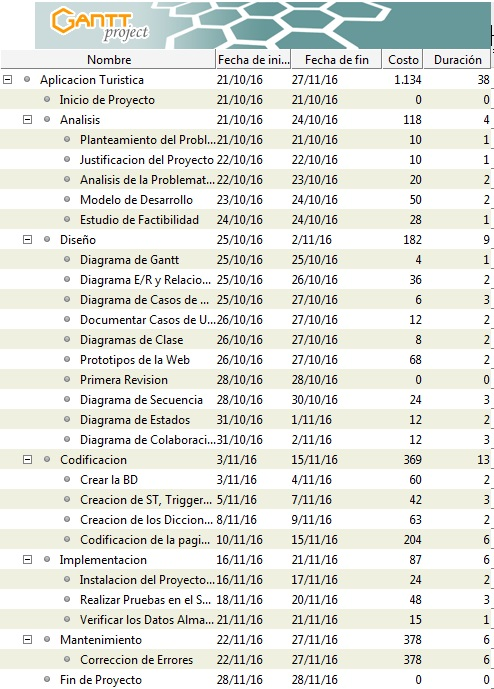 GANTT
project
Nombre Fecha de ini... Fecha de fin Costo Duración
Aplicacion Turistica 21/10/16 27/11/16 1.134 38
Inicio de Proyecto 21/10/16 21/10/16 0 0
Analisis 21/10/16 24/10/16 118 4
Planteamiento del Probl... 21/10/16 21/10/16 10 1
Justificacion del Proyecto 22/10/16 22/10/16 10 1
Analisis de la Problemat... 22/10/16 23/10/16 20 2
Modelo de Desarrollo 23/10/16 24/10/16 50 2
Estudio de Factibilidad 24/10/16 24/10/16 28 1
Diseño 25/10/16 2/11/16 182 9
Diagrama de Gantt 25/10/16 25/10/16 4 1
Diagrama E/R y Relacio... 25/10/16 26/10/16 36 2
Diagrama de Casos de ... 25/10/16 27/10/16 6 3
Documentar Casos de U... 26/10/16 27/10/16 12 2
Diagramas de Clase 26/10/16 27/10/16 8 2
Prototipos de la Web 26/10/16 27/10/16 68 2
Primera Revision 28/10/16 28/10/16 0 0
Diagrama de Secuencia 28/10/16 30/10/16 24 3
Diagrama de Estados 31/10/16 1/11/16 12 2
Diagrama de Colaboraci... 31/10/16 2/11/16 12 3
Codificacion 3/11/16 15/11/16 369 13
Crear la BD 3/11/16 4/11/16 60 2
Creacion de ST, Trigger... 5/11/16 7/11/16 42 3
Creacion de los Diccion... 8/11/16 9/11/16 63 2
Codificacion de la pagi... 10/11/16 15/11/16 204 6
Implementacion 16/11/16 21/11/16 87 6
Instalacion del Proyecto... 16/11/16 17/11/16 24 2
Realizar Pruebas en el S... 18/11/16 20/11/16 48 3
Verificar los Datos Alma... 21/11/16 21/11/16 15 1
Mantenimiento 22/11/16 27/11/16 378 6
Correccion de Errores 22/11/16 27/11/16 378 6
Fin de Proyecto 28/11/16 28/11/16 0 0